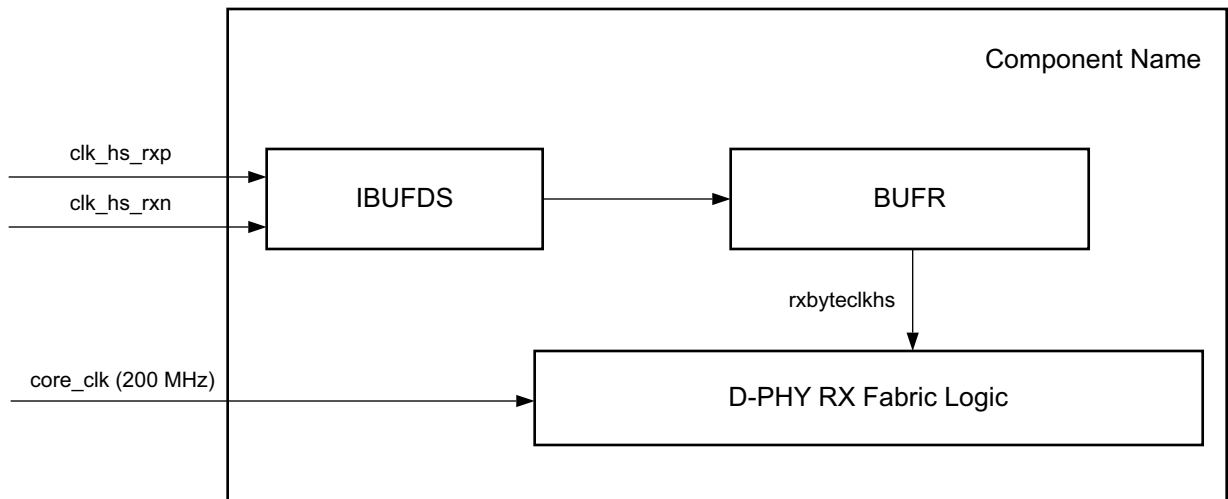 Component Name
clk_hs_rxp
clk_hs_rxn
IBUFDS
BUFR
rxbyteclkhs
core_clk (200 MHz)
D-PHY RX Fabric Logic